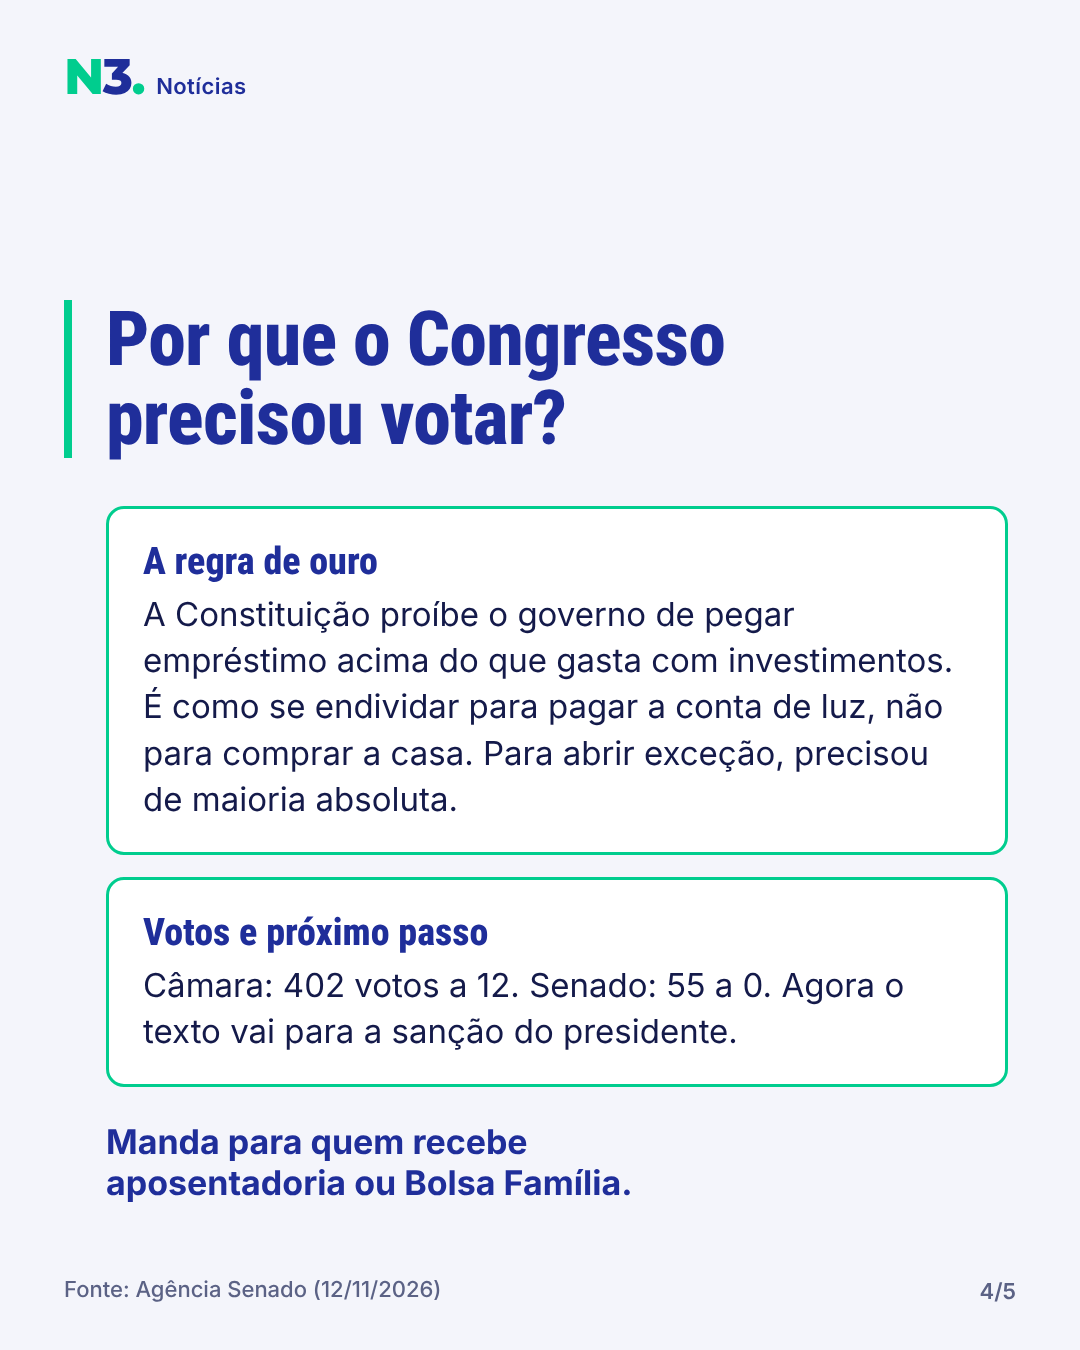 N3. Notícias
Por que o Congresso
precisou votar?
A regra de ouro
A Constituição proíbe o governo de pegar
empréstimo acima do que gasta com investimentos.
É como se endividar para pagar a conta de luz, não
para comprar a casa. Para abrir exceção, precisou
de maioria absoluta.
Votos e próximo passo
Câmara: 402 votos a 12. Senado: 55 a 0. Agora o
texto vai para a sanção do presidente.
Manda para quem recebe
aposentadoria ou Bolsa Família.
Fonte: Agência Senado (12/11/2026)
4/5